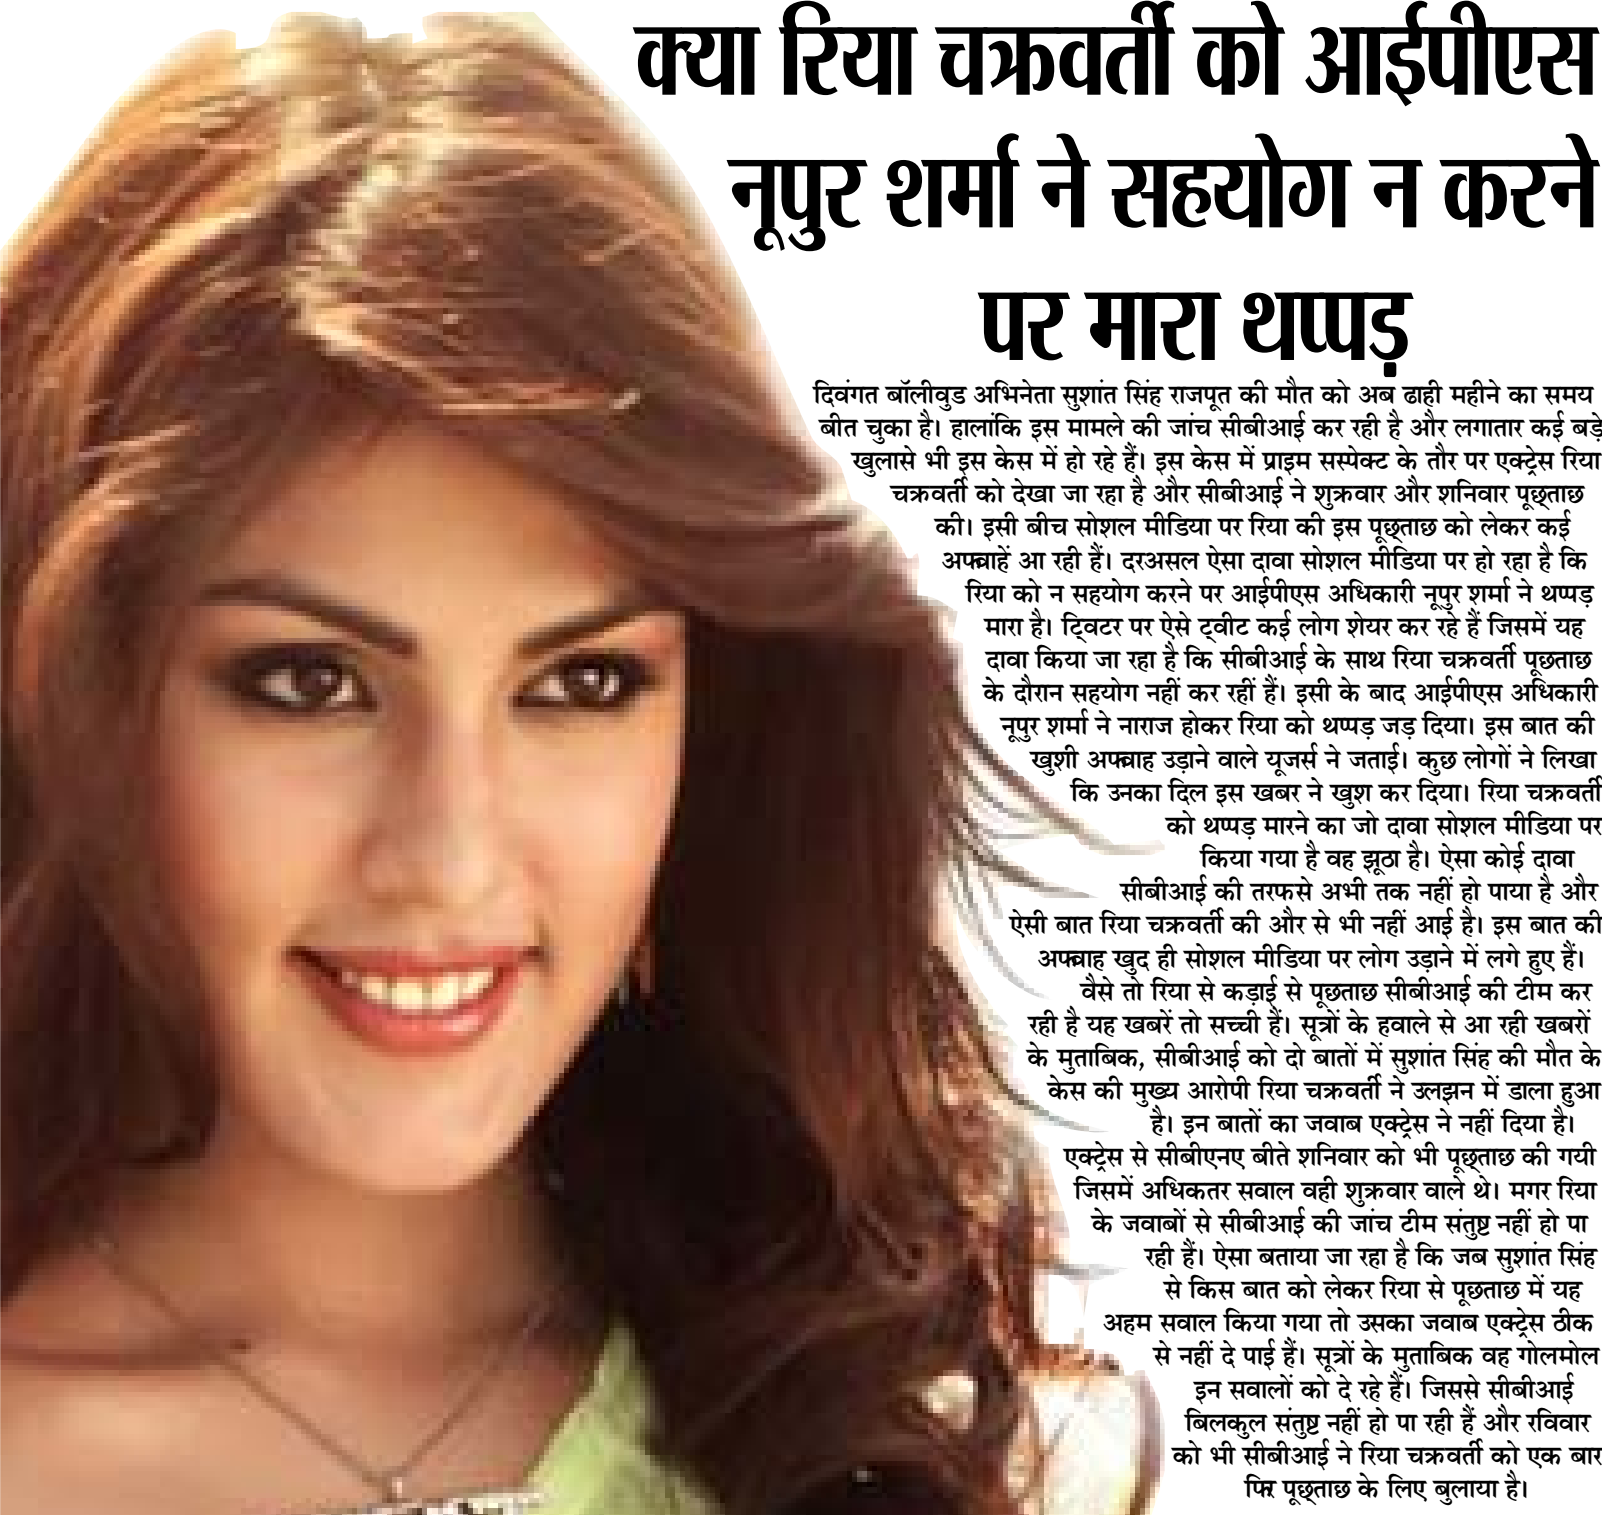 क्या रिया चक्रवर्ती को आईपीएस
नूपुर शर्मा ने सहयोग न करने
पर मारा थप्पड़
दिवंगत बॉलीवुड अभिनेता सुशांत सिंह राजपूत की मौत को अब ढाही महीने का समय
बीत चुका है। हालांकि इस मामले की जांच सीबीआई कर रही है और लगातार कई बड़े
खुलासे भी इस केस में हो रहे हैं। इस केस में प्राइम सस्पेक्ट के तौर पर एक्ट्रेस रिया
चक्रवर्ती को देखा जा रहा है और सीबीआई ने शुक्रवार और शनिवार पूछ्ताछ
की। इसी बीच सोशल मीडिया पर रिया की इस पूछ्ताछ को लेकर कई
अफ्वाहें आ रही हैं। दरअसल ऐसा दावा सोशल मीडिया पर हो रहा है कि
रिया को न सहयोग करने पर आईपीएस अधिकारी नूपुर शर्मा ने थप्पड़
मारा है। ट्विटर पर ऐसे ट्वीट कई लोग शेयर कर रहे हैं जिसमें यह
दावा किया जा रहा है कि सीबीआई के साथ रिया चक्रवर्ती पूछताछ
के दौरान सहयोग नहीं कर रहीं हैं। इसी के बाद आईपीएस अधिकारी
नूपुर शर्मा ने नाराज होकर रिया को थप्पड़ जड़ दिया। इस बात की
खुशी अफ्वाह उड़ाने वाले यूजर्स ने जताई। कुछ लोगों ने लिखा
कि उनका दिल इस खबर ने खुश कर दिया। रिया चक्रवर्ती
को थप्पड़ मारने का जो दावा सोशल मीडिया पर
किया गया है वह झूठा है। ऐसा कोई दावा
सीबीआई की तरफसे अभी तक नहीं हो पाया है और
ऐसी बात रिया चक्रवर्ती की और से भी नहीं आई है। इस बात की
अफ्वाह खुद ही सोशल मीडिया पर लोग उड़ाने में लगे हुए हैं।
वैसे तो रिया से कड़ाई से पूछताछ सीबीआई की टीम कर
रही है यह खबरें तो सच्ची हैं। सूत्रों के हवाले से आ रही खबरों
के मुताबिक, सीबीआई को दो बातों में सुशांत सिंह की मौत के
केस की मुख्य आरोपी रिया चक्रवर्ती ने उलझन में डाला हुआ
है। इन बातों का जवाब एक्ट्रेस ने नहीं दिया है।
एक्ट्रेस से सीबीएनए बीते शनिवार को भी पूछ्ताछ की गयी
जिसमें अधिकतर सवाल वही शुक्रवार वाले थे। मगर रिया
के जवाबों से सीबीआई की जांच टीम संतुष्ट नहीं हो पा
रही हैं। ऐसा बताया जा रहा है कि जब सुशांत सिंह
से किस बात को लेकर रिया से पूछताछ में यह
अहम सवाल किया गया तो उसका जवाब एक्ट्रेस ठीक
से नहीं दे पाई हैं। सूत्रों के मुताबिक वह गोलमोल
इन सवालों को दे रहे हैं। जिससे सीबीआई
बिलकुल संतुष्ट नहीं हो पा रही हैं और रविवार
को भी सीबीआई ने रिया चक्रवर्ती को एक बार
फिर पूछ्ताछ के लिए बुलाया है।